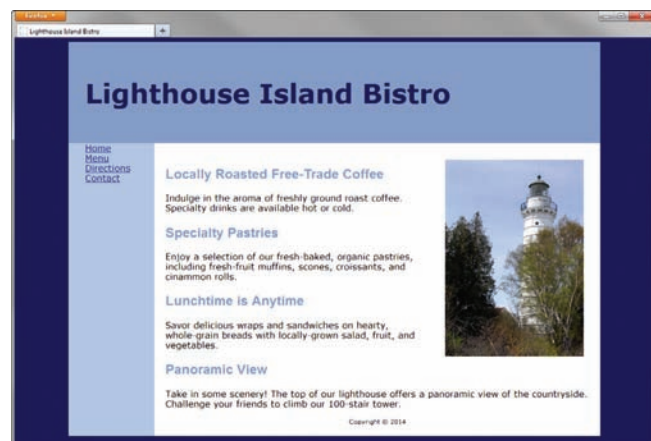 Firefox
Lighthouse Island Bistro
Lighthouse Island Bistro
Home
Menu
Directions
Contact
Locally Roasted Free-Trade Coffee
Indulge in the aroma of freshly ground roast coffee.
Specialty drinks are available hot or cold.
Specialty Pastries
Enjoy a selection of our fresh-baked, organic pastries,
including fresh-fruit muffins, scones, croissants, and
cinammon rolls.
Lunchtime is Anytime
Savor delicious wraps and sandwiches on hearty,
whole-grain breads with locally-grown salad, fruit, and
vegetables.
Panoramic View
Take in some scenery! The top of our lighthouse offers a panoramic view of the countryside.
Challenge your friends to climb our 100-stair tower.
Copyright © 2014